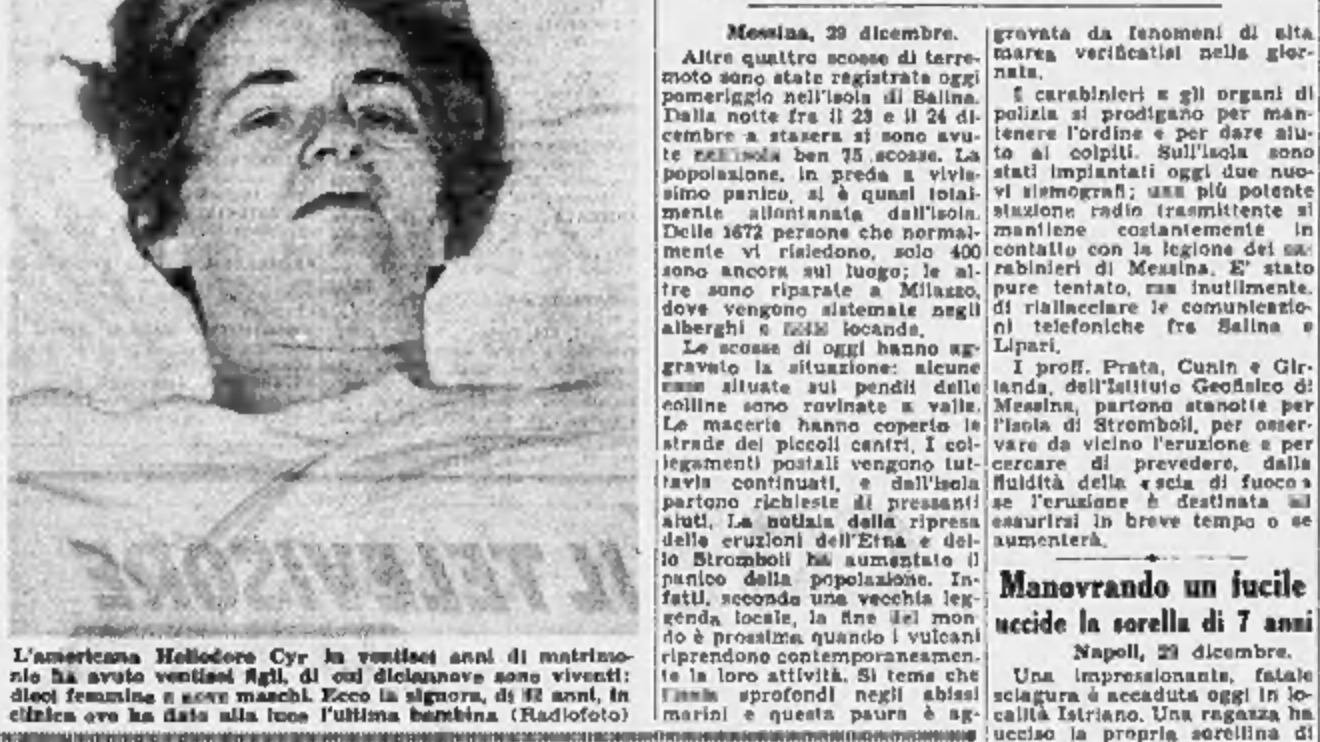 IL TELEVISORE
L'americana Heliodore Cyr in ventisei anni di matrimo-
nio ha avuto ventisei figli, di cui diciannove sono viventi:
dieci femmine e nove maschi. Ecco la signora, di 42 anni, in
clinica ove ha dato alla luce l'ultima bambina (Radiofoto)
Messina, 29 dicembre.
Altre quattro scosse di terre-
moto sono state registrate oggi
pomeriggio nell'isola di Salina.
Dalla notte fra il 23 e il 24 di-
cembre a stasera si sono avu-
te nell'isola ben 75 scosse. La
popolazione, in preda a vivis-
simo panico, si è quasi total-
mente allontanata dall'isola.
Delle 1672 persone che normal-
mente vi risiedono, solo 400
sono ancora sul luogo; le al-
tre sono riparate a Milazzo,
dove vengono sistemate negli
alberghi e nelle locande.
Le scosse di oggi hanno ag-
gravato la situazione: alcune
case situate sui pendii delle
colline sono rovinate a valle.
Le macerie hanno coperto le
strade dei piccoli centri. I col-
legamenti postali vengono tut-
tavia continuati, e dall'isola
partono richieste di pressanti
aiuti. La notizia della ripresa
delle eruzioni dell'Etna e del-
lo Stromboli ha aumentato il
panico della popolazione. In-
fatti, secondo una vecchia leg-
genda locale, la fine del mon-
do è prossima quando i vulcani
riprendono contemporaneamen-
te la loro attività. Si teme che
l'isola sprofondi negli abissi
marini e questa paura è ag-
gravata da fenomeni di alta
marea verificatisi nella gior-
nata.
I carabinieri e gli organi di
polizia si prodigano per man-
tenere l'ordine e per dare aiu-
to ai colpiti. Sull'isola sono
stati impiantati oggi due nuo-
vi sismografi; una più potente
stazione radio trasmittente si
mantiene costantemente in
contatto con la legione dei ca-
rabinieri di Messina. E' stato
pure tentato, ma inutilmente,
di riallacciare le comunicazio-
ni telefoniche fra Salina e
Lipari.
I proff. Prata, Cunin e Gir-
landa, dell'Istituto Geofisico di
Messina, partono stanotte per
l'isola di Stromboli, per osser-
vare da vicino l'eruzione e per
cercare di prevedere, dalla
fluidità della «scia di fuoco»
se l'eruzione è destinata ad
esaurirsi in breve tempo o se
aumenterà.
Manovrando un fucile
uccide la sorella di 7 anni
Napoli, 29 dicembre.
Una impressionante, fatale
sciagura è accaduta oggi in lo-
calità Istriano. Una ragazza ha
ucciso la propria sorellina di